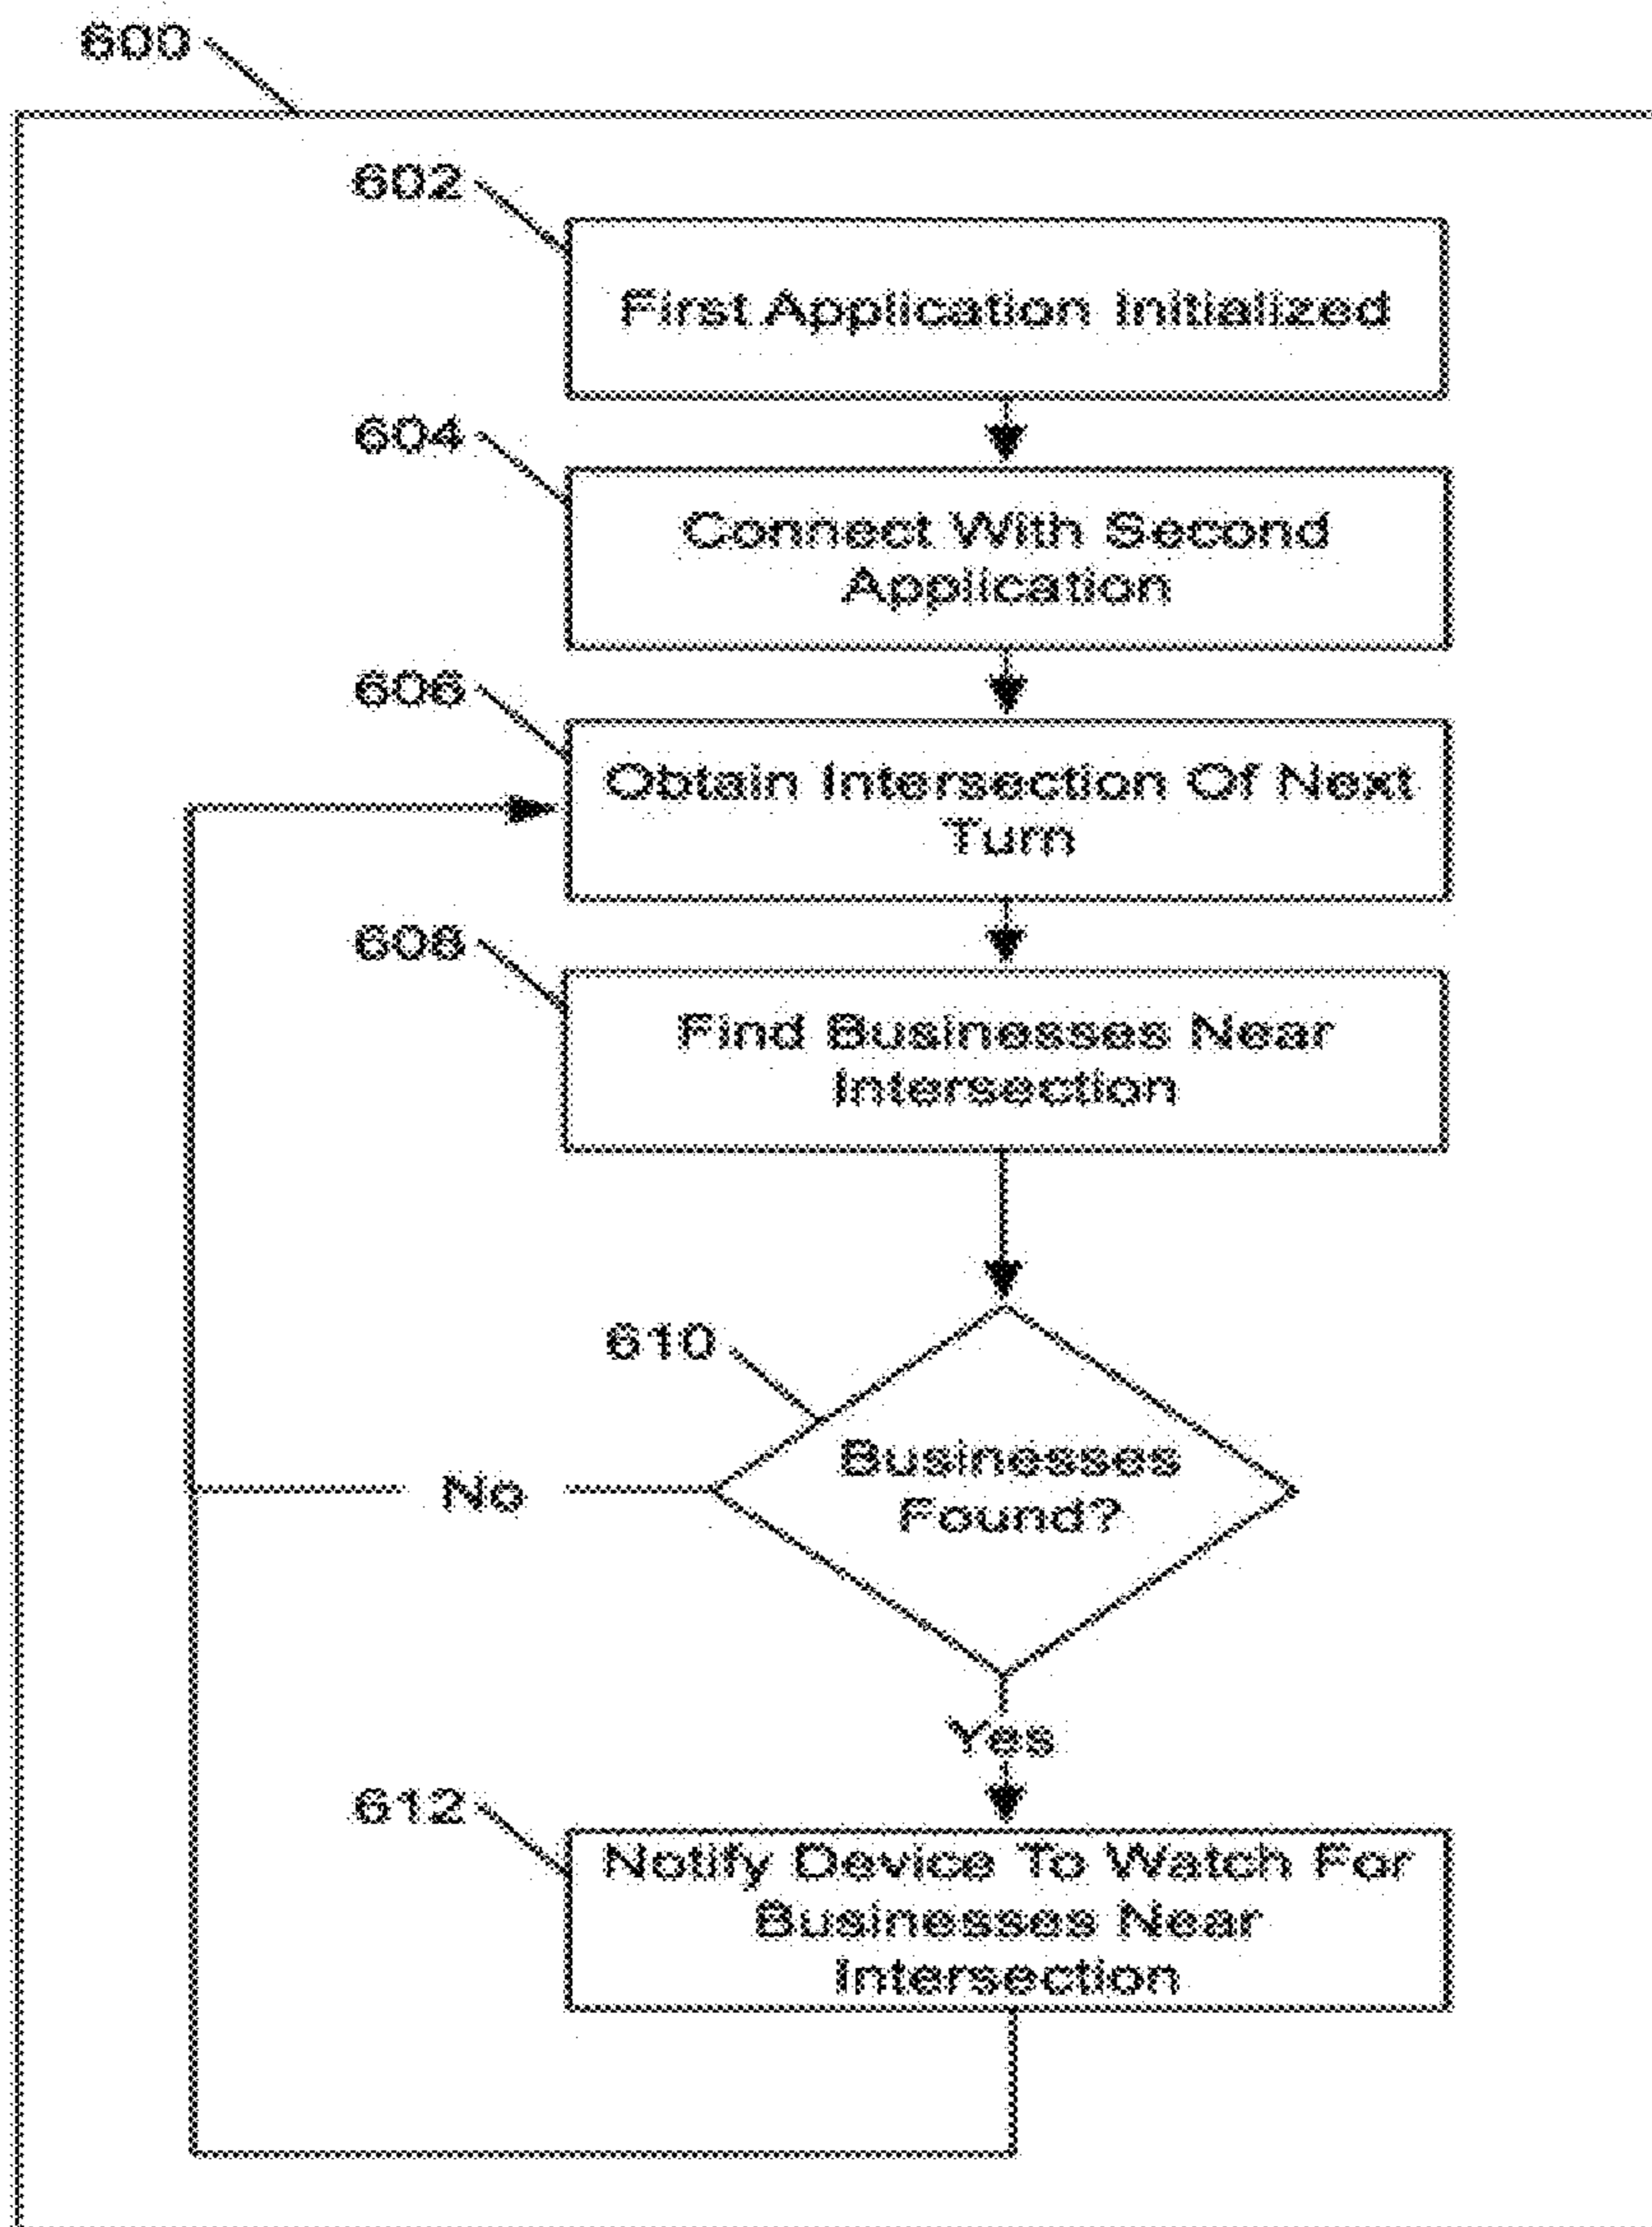 600
602
First Application Initialized
604
Connect With Second
Application
606
Obtain Intersection Of Next
Turn
608
Find Businesses Near
Intersection
610
Businesses
Found?
No
Yes
612
Notify Device To Watch For
Businesses Near
Intersection